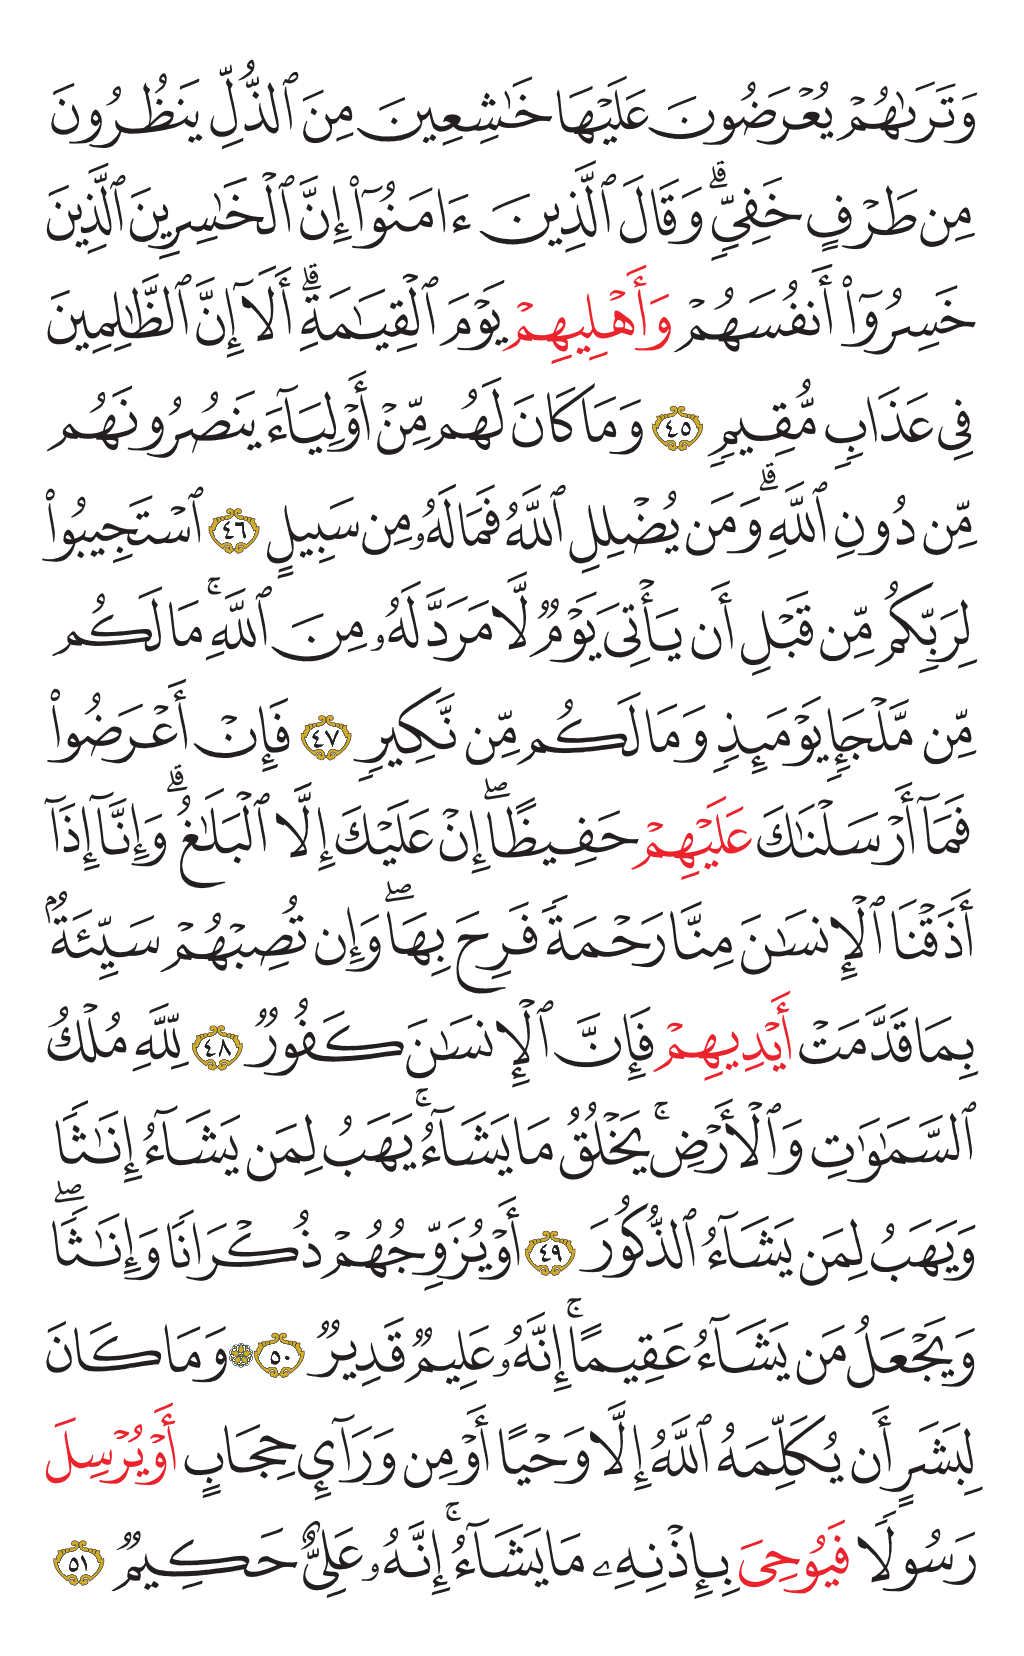 وَتَرَىٰهُمۡ يُعۡرَضُونَ عَلَيۡهَا خَٰشِعِينَ مِنَ ٱلذُّلِّ يَنظُرُونَ
مِن طَرۡفٍ خَفِيّٖۗ وَقَالَ ٱلَّذِينَ ءَامَنُوٓاْ إِنَّ ٱلۡخَٰسِرِينَ ٱلَّذِينَ
خَسِرُوٓاْ أَنفُسَهُمۡ وَأَهۡلِيهِمۡ يَوۡمَ ٱلۡقِيَٰمَةِۗ أَلَآ إِنَّ ٱلظَّٰلِمِينَ
فِي عَذَابٖ مُّقِيمٖ ٤٥ وَمَا كَانَ لَهُم مِّنۡ أَوۡلِيَآءَ يَنصُرُونَهُم
مِّن دُونِ ٱللَّهِۗ وَمَن يُضۡلِلِ ٱللَّهُ فَمَا لَهُۥ مِن سَبِيلٍ ٤٦ ٱسۡتَجِيبُواْ
لِرَبِّكُم مِّن قَبۡلِ أَن يَأۡتِيَ يَوۡمٞ لَّا مَرَدَّ لَهُۥ مِنَ ٱللَّهِۚ مَا لَكُم
مِّن مَّلۡجَإٖ يَوۡمَئِذٖ وَمَا لَكُم مِّن نَّكِيرٖ ٤٧ فَإِنۡ أَعۡرَضُواْ
فَمَآ أَرۡسَلۡنَٰكَ عَلَيۡهِمۡ حَفِيظًاۖ إِنۡ عَلَيۡكَ إِلَّا ٱلۡبَلَٰغُۗ وَإِنَّآ إِذَآ
أَذَقۡنَا ٱلۡإِنسَٰنَ مِنَّا رَحۡمَةٗ فَرِحَ بِهَاۖ وَإِن تُصِبۡهُمۡ سَيِّئَةُۢ
بِمَا قَدَّمَتۡ أَيۡدِيهِمۡ فَإِنَّ ٱلۡإِنسَٰنَ كَفُورٞ ٤٨ لِّلَّهِ مُلۡكُ
ٱلسَّمَٰوَٰتِ وَٱلۡأَرۡضِۚ يَخۡلُقُ مَا يَشَآءُۚ يَهَبُ لِمَن يَشَآءُ إِنَٰثٗا
وَيَهَبُ لِمَن يَشَآءُ ٱلذُّكُورَ ٤٩ أَوۡ يُزَوِّجُهُمۡ ذُكۡرَانٗا وَإِنَٰثٗاۖ
وَيَجۡعَلُ مَن يَشَآءُ عَقِيمًاۚ إِنَّهُۥ عَلِيمٞ قَدِيرٞ ٥٠ ۞ وَمَا كَانَ
لِبَشَرٍ أَن يُكَلِّمَهُ ٱللَّهُ إِلَّا وَحۡيًا أَوۡ مِن وَرَآيِٕ حِجَابٍ أَوۡ يُرۡسِلَ
رَسُولٗا فَيُوحِيَ بِإِذۡنِهِۦ مَا يَشَآءُۚ إِنَّهُۥ عَلِيٌّ حَكِيمٞ ٥١